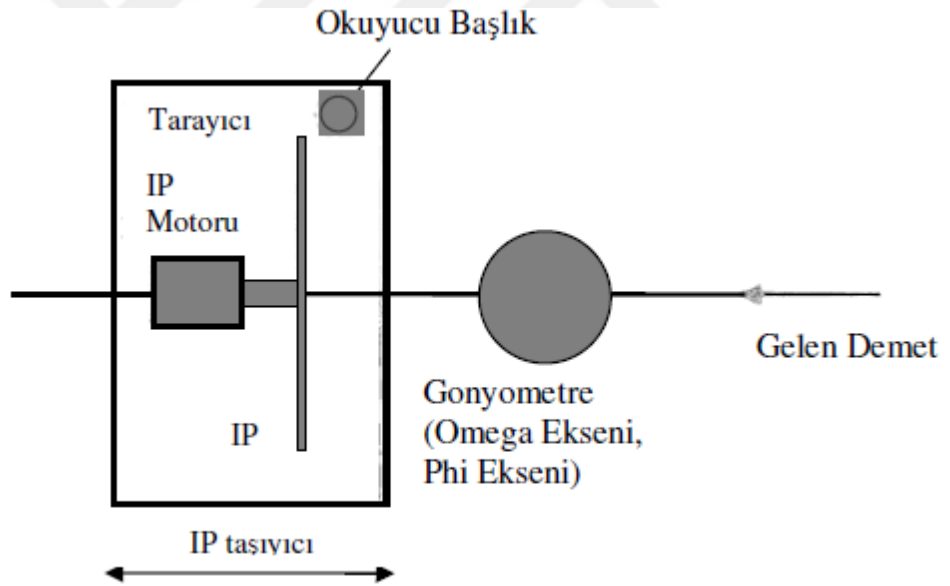 Okuyucu Başlık
Tarayıcı
IP
Motoru
Gelen Demet
Gonyometre
(Omega Ekseni,
Phi Ekseni)
IP
IP taşıyıcı